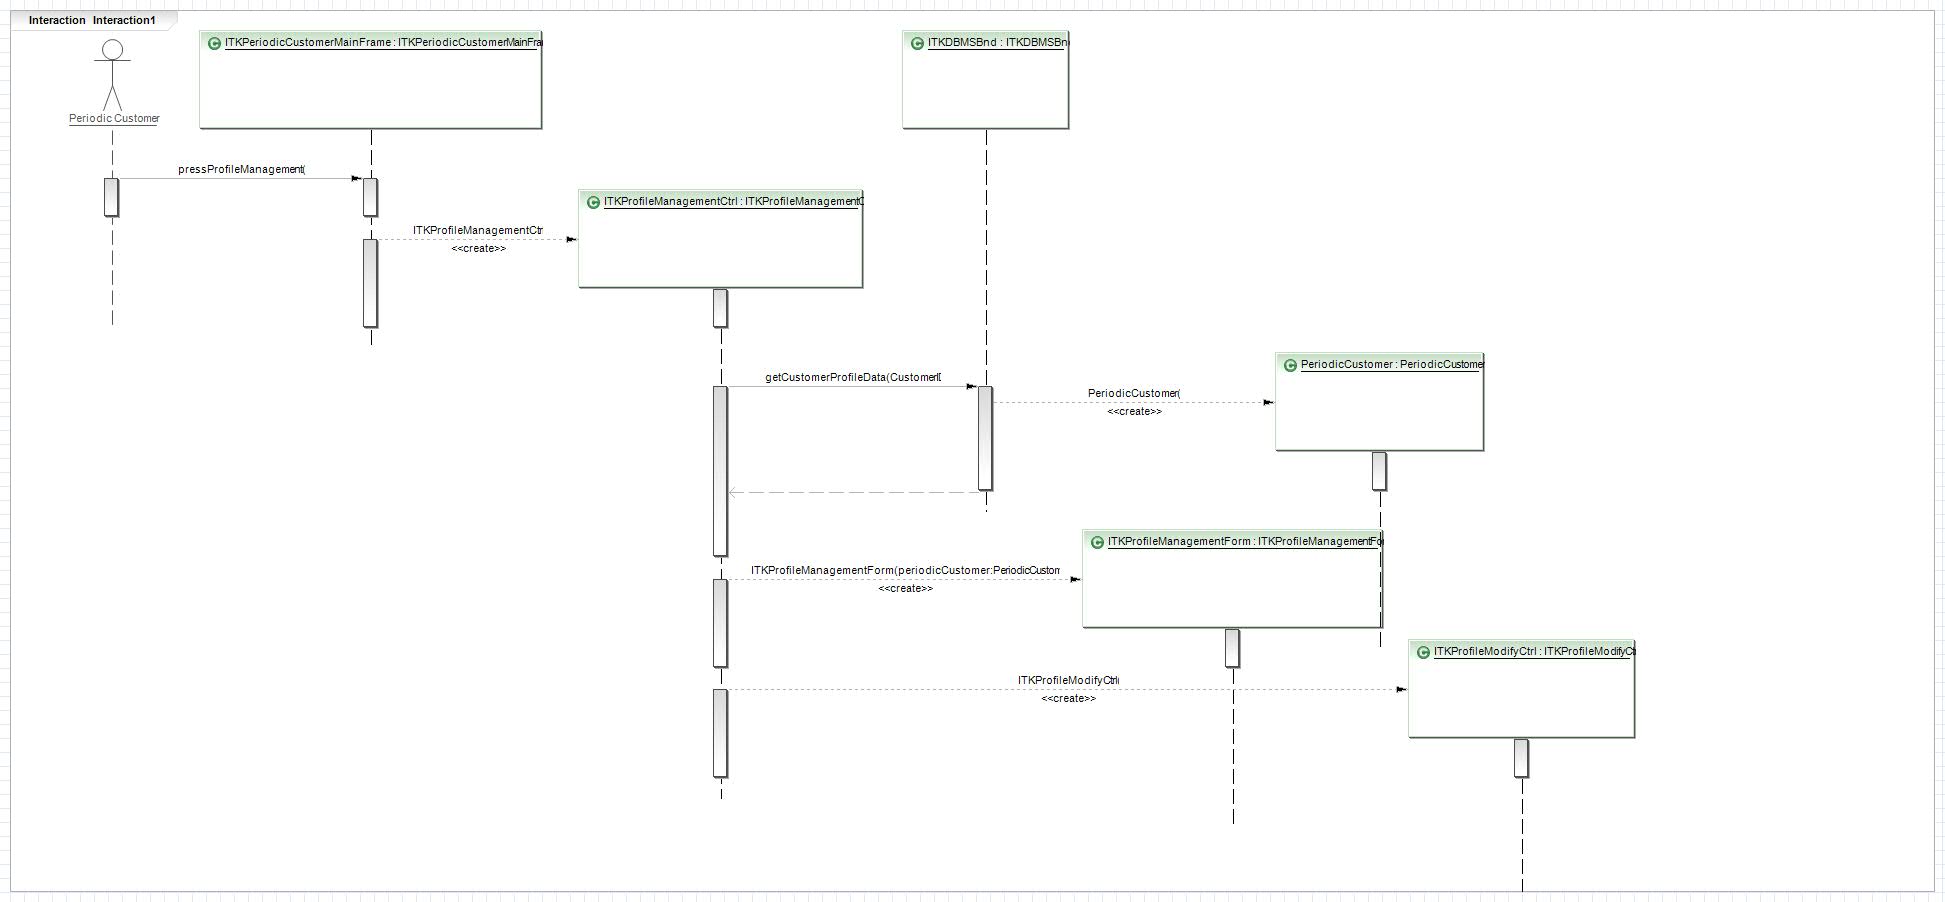 Interaction Interaction1
ITKPeriodicCustomerMainFrame : ITKPeriodicCustomerMainFra
ITKDBMSBnd : ITKDBMSBn
Periodic Customer
pressProfileManagement(
ITKProfileManagementCtrl : ITKProfileManagementC
ITKProfileManagementCtr
<<create>>
PeriodicCustomer : PeriodicCustomer
getCustomerProfileData(CustomerI
PeriodicCustomer(
<<create>>
ITKProfileManagementForm : ITKProfileManagementFo
ITKProfileManagementForm(periodicCustomer:PeriodicCustom
<<create>>
ITKProfileModifyCtrl : ITKProfileModifyCt
ITKProfileModifyCtrl(
<<create>>